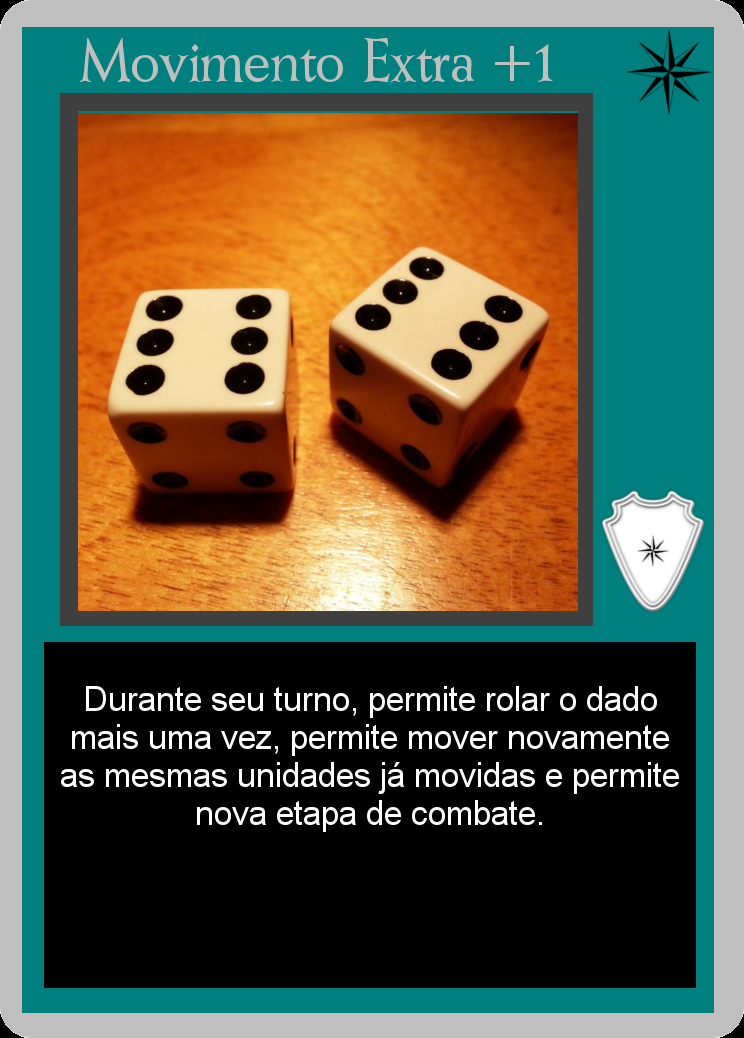 Movimento Extra +1
Durante seu turno, permite rolar o dado
mais uma vez, permite mover novamente
as mesmas unidades já movidas e permite
nova etapa de combate.